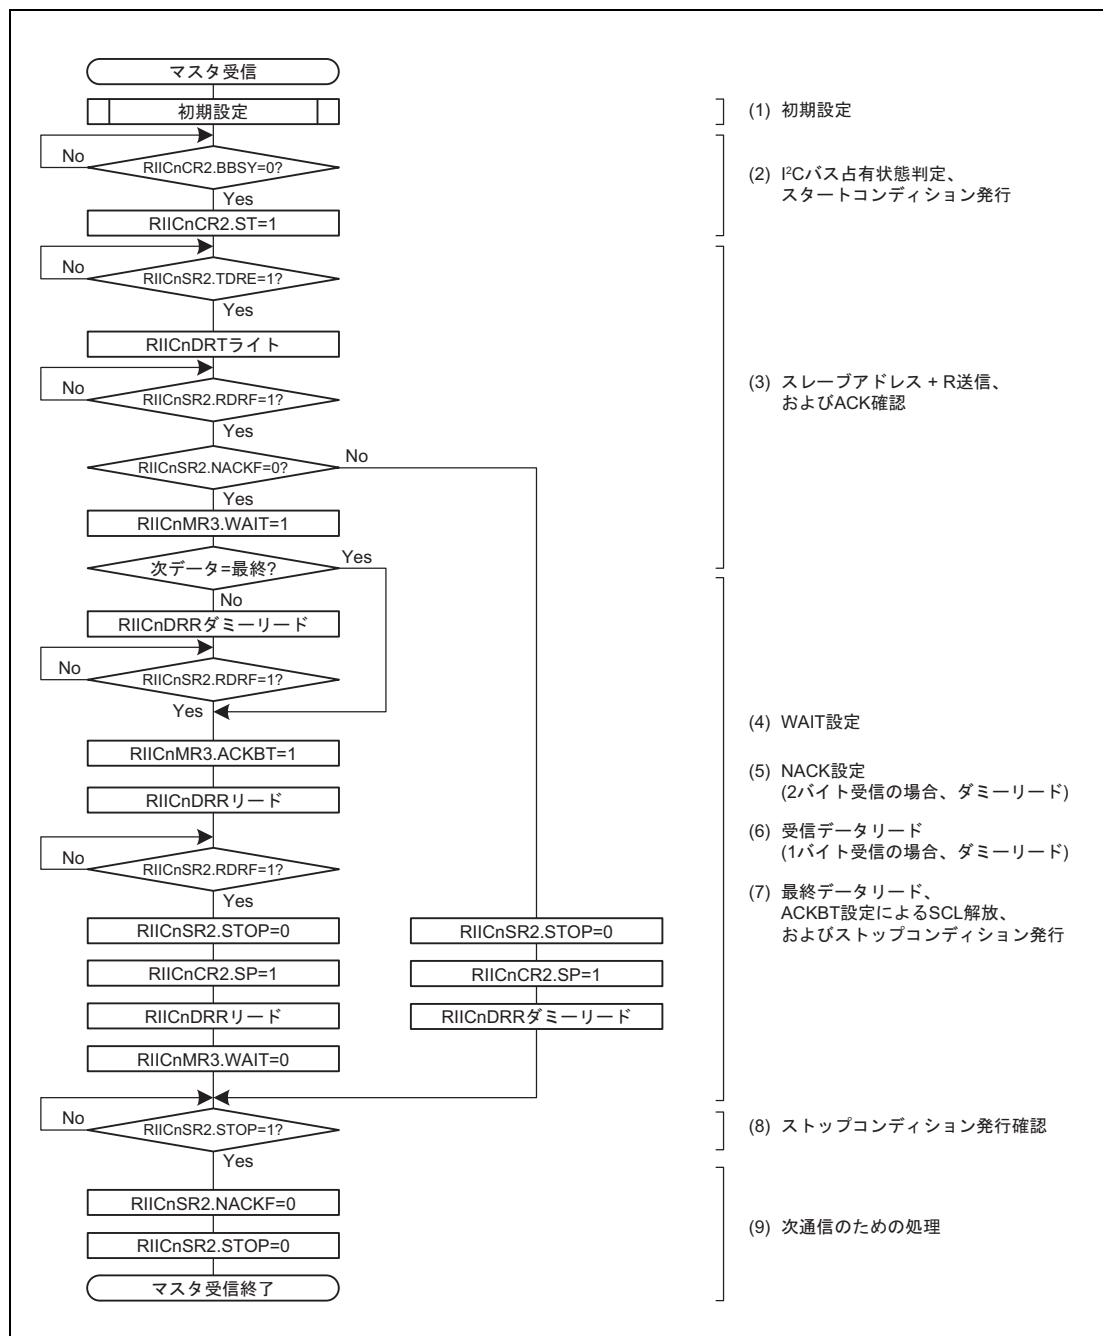 マスタ受信
初期設定
(1) 初期設定
No
RIICnCR2.BBSY=0?
Yes
RIICnCR2.ST=1
(2) I²Cバス占有状態判定、
スタートコンディション発行
No
RIICnSR2.TDRE=1?
Yes
RIICnDRTライト
No
RIICnSR2.RDRF=1?
Yes
(3) スレーブアドレス + R送信、
およびACK確認
RIICnSR2.NACKF=0?
No
Yes
RIICnMR3.WAIT=1
次データ=最終?
Yes
No
RIICnDRRダミーリード
No
RIICnSR2.RDRF=1?
Yes
RIICnMR3.ACKBT=1
RIICnDRRリード
No
RIICnSR2.RDRF=1?
Yes
(4) WAIT設定
(5) NACK設定
(2バイト受信の場合、ダミーリード)
(6) 受信データリード
(1バイト受信の場合、ダミーリード)
(7) 最終データリード、
ACKBT設定によるSCL解放、
およびストップコンディション発行
RIICnSR2.STOP=0
RIICnCR2.SP=1
RIICnDRRリード
RIICnMR3.WAIT=0
RIICnSR2.STOP=0
RIICnCR2.SP=1
RIICnDRRダミーリード
No
RIICnSR2.STOP=1?
Yes
(8) ストップコンディション発行確認
RIICnSR2.NACKF=0
RIICnSR2.STOP=0
マスタ受信終了
(9) 次通信のための処理